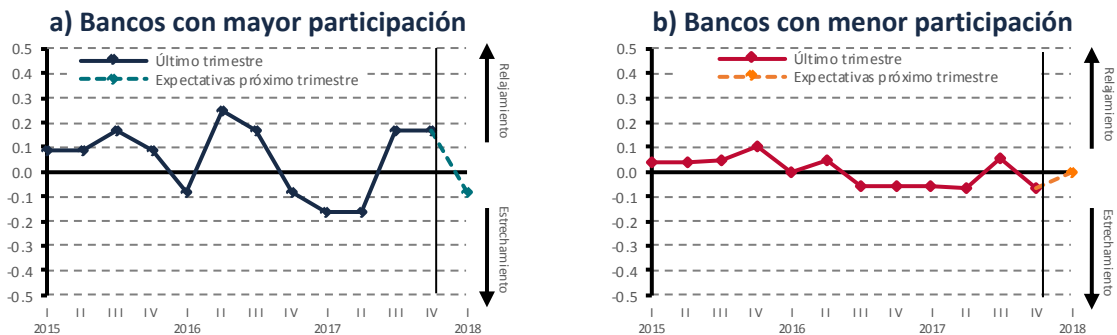 a) Bancos con mayor participación
0.5
0.4
0.3
0.2
0.1
0.0
-0.1
-0.2
-0.3
-0.4
-0.5
Último trimestre
Expectativas próximo trimestre
Relajamiento
Estrechamiento
I II III IV I II III IV I II III IV I
2015 2016 2017 2018
b) Bancos con menor participación
0.5
0.4
0.3
0.2
0.1
0.0
-0.1
-0.2
-0.3
-0.4
-0.5
Último trimestre
Expectativas próximo trimestre
Relajamiento
Estrechamiento
I II III IV I II III IV I II III IV I
2015 2016 2017 2018